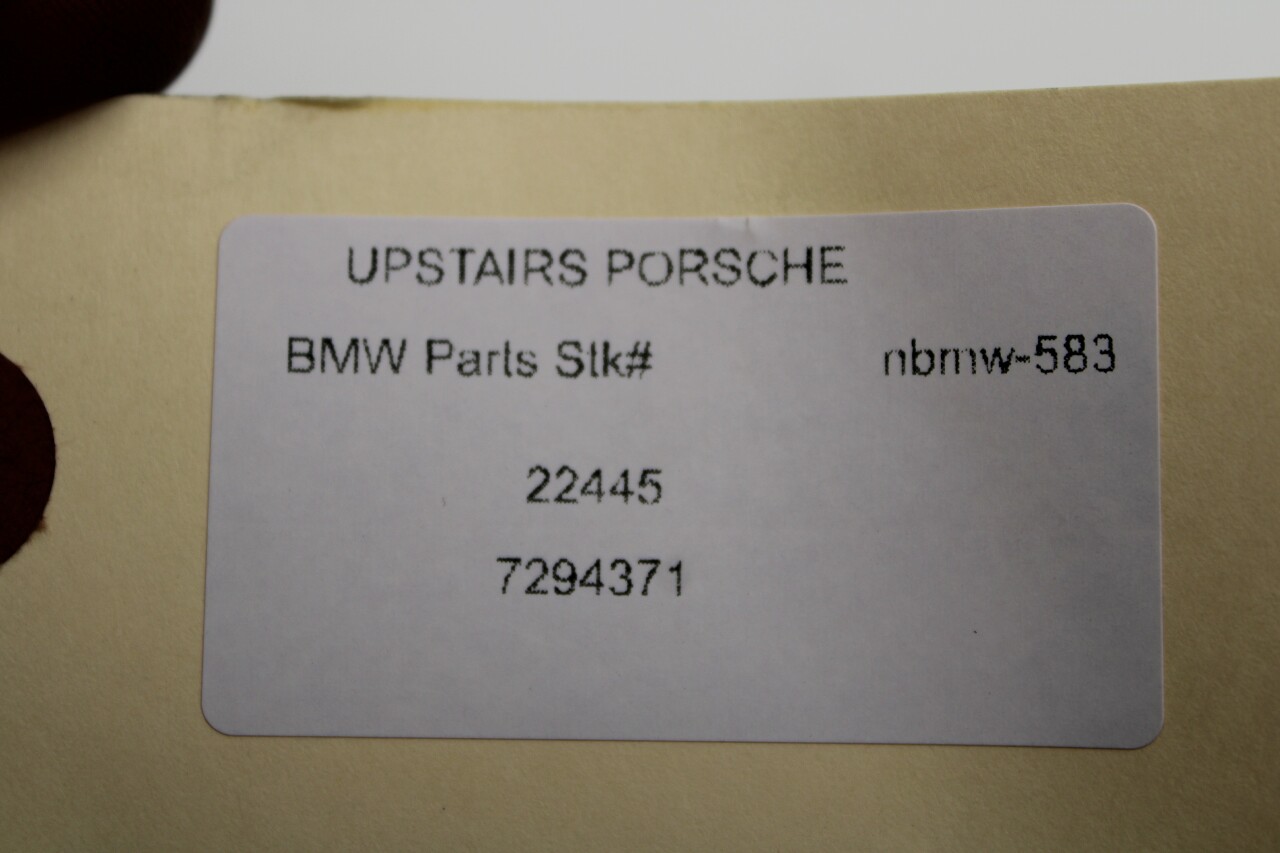 UPSTAIRS PORSCHE
BMW Parts Stk# nbmw-583
22445
7294371